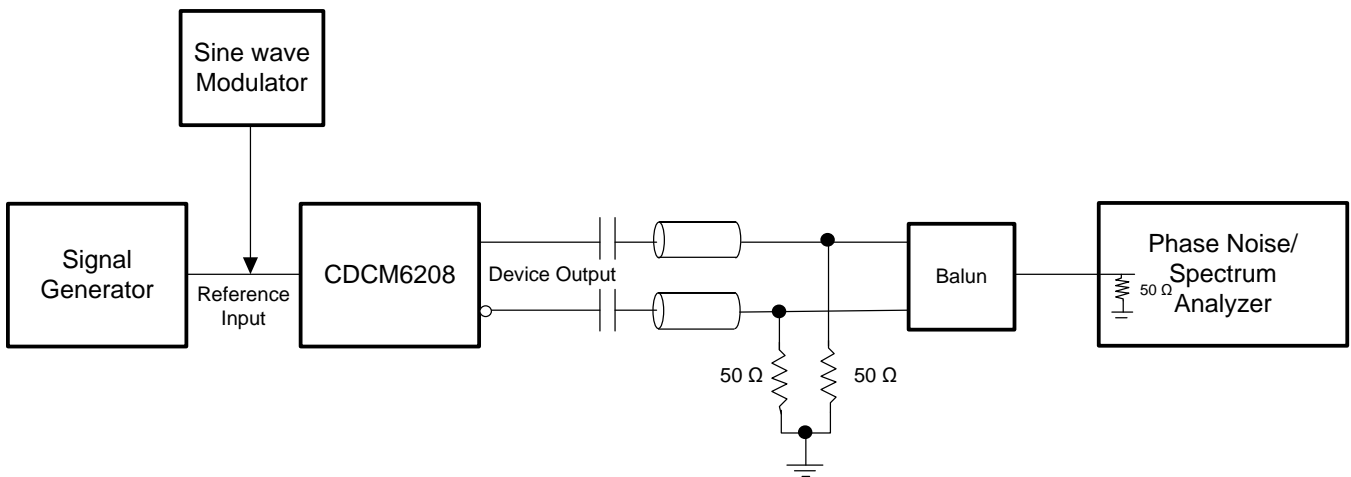 Sine wave
Modulator
Signal
Generator
Reference
Input
CDCM6208
Device Output
50 Ω
50 Ω
Balun
Phase Noise/
Spectrum
Analyzer
50 Ω